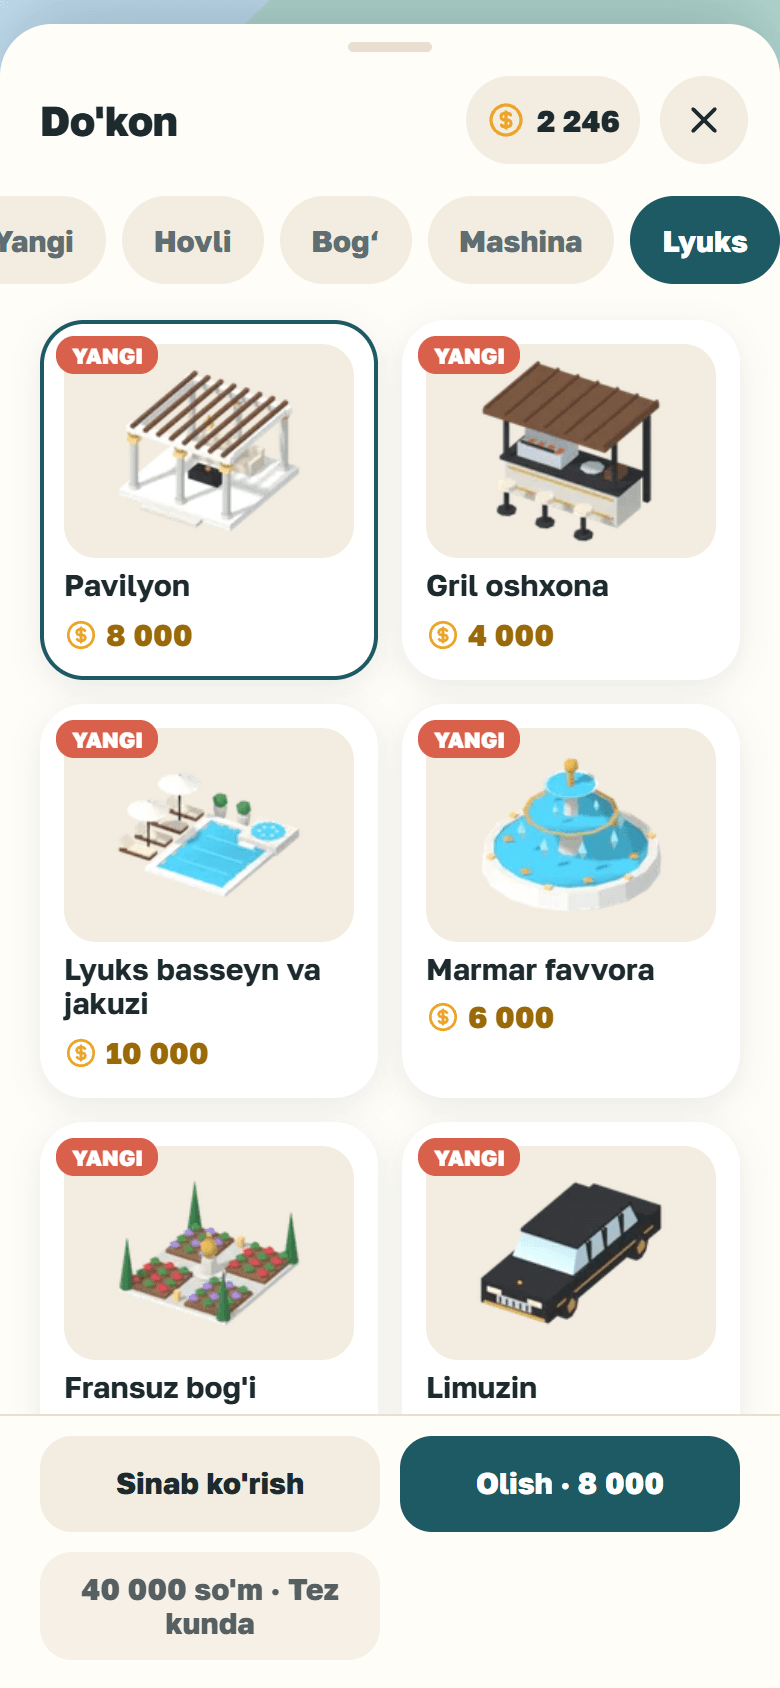 Do'kon
2 246
Yangi
Hovli
Bog‘
Mashina
Lyuks
YANGI
YANGI
Pavilyon
Gril oshxona
8 000
4 000
YANGI
YANGI
Lyuks basseyn va
jakuzi
Marmar favvora
10 000
6 000
YANGI
YANGI
Fransuz bog'i
Limuzin
Sinab ko'rish
Olish · 8 000
40 000 so'm · Tez
kunda